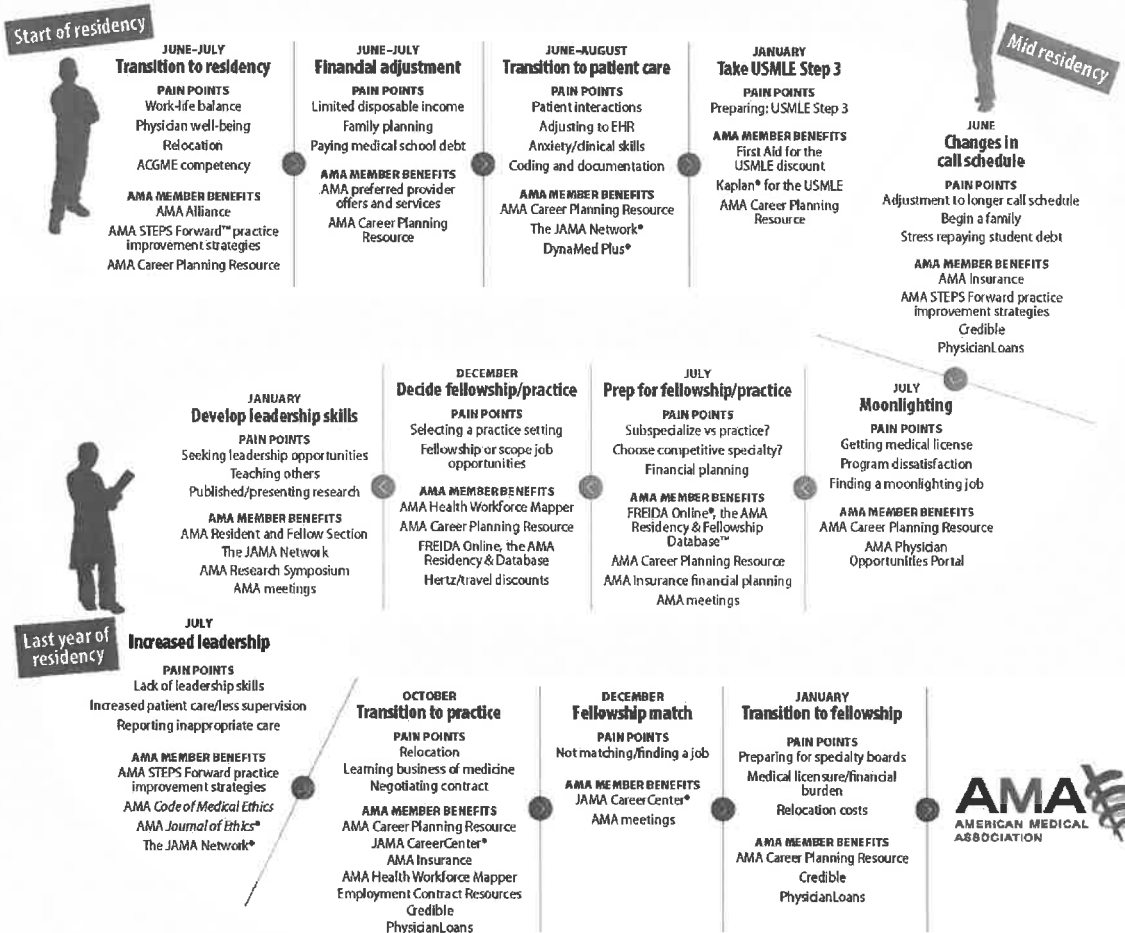 Start of residency
JUNE–JULY
Transition to residency
PAIN POINTS
Work-life balance
Physician well-being
Relocation
ACGME competency
AMA MEMBER BENEFITS
AMA Alliance
AMA STEPS Forward™ practice
improvement strategies
AMA Career Planning Resource
JUNE–JULY
Financial adjustment
PAIN POINTS
Limited disposable income
Family planning
Paying medical school debt
AMA MEMBER BENEFITS
AMA preferred provider
offers and services
AMA Career Planning
Resource
JUNE–AUGUST
Transition to patient care
PAIN POINTS
Patient interactions
Adjusting to EHR
Anxiety/clinical skills
Coding and documentation
AMA MEMBER BENEFITS
AMA Career Planning Resource
The JAMA Network®
DynaMed Plus®
JANUARY
Take USMLE Step 3
PAIN POINTS
Preparing: USMLE Step 3
AMA MEMBER BENEFITS
First Aid for the
USMLE discount
Kaplan® for the USMLE
AMA Career Planning
Resource
Mid residency
JUNE
Changes in
call schedule
PAIN POINTS
Adjustment to longer call schedule
Begin a family
Stress repaying student debt
AMA MEMBER BENEFITS
AMA Insurance
AMA STEPS Forward practice
improvement strategies
Credible
PhysicianLoans
JULY
Moonlighting
PAIN POINTS
Getting medical license
Program dissatisfaction
Finding a moonlighting job
AMA MEMBER BENEFITS
AMA Career Planning Resource
AMA Physician
Opportunities Portal
JULY
Prep for fellowship/practice
PAIN POINTS
Subspecialize vs practice?
Choose competitive specialty?
Financial planning
AMA MEMBER BENEFITS
FREIDA Online®, the AMA
Residency & Fellowship
Database™
AMA Career Planning Resource
AMA Insurance financial planning
AMA meetings
DECEMBER
Decide fellowship/practice
PAIN POINTS
Selecting a practice setting
Fellowship or scope job
opportunities
AMA MEMBER BENEFITS
AMA Health Workforce Mapper
AMA Career Planning Resource
FREIDA Online, the AMA
Residency & Database
Hertz/travel discounts
JANUARY
Develop leadership skills
PAIN POINTS
Seeking leadership opportunities
Teaching others
Published/presenting research
AMA MEMBER BENEFITS
AMA Resident and Fellow Section
The JAMA Network
AMA Research Symposium
AMA meetings
Last year of
residency
JULY
Increased leadership
PAIN POINTS
Lack of leadership skills
Increased patient care/less supervision
Reporting inappropriate care
AMA MEMBER BENEFITS
AMA STEPS Forward practice
improvement strategies
AMA Code of Medical Ethics
AMA Journal of Ethics®
The JAMA Network®
OCTOBER
Transition to practice
PAIN POINTS
Relocation
Learning business of medicine
Negotiating contract
AMA MEMBER BENEFITS
AMA Career Planning Resource
JAMA CareerCenter®
AMA Insurance
AMA Health Workforce Mapper
Employment Contract Resources
Credible
PhysicianLoans
DECEMBER
Fellowship match
PAIN POINTS
Not matching/finding a job
AMA MEMBER BENEFITS
JAMA CareerCenter®
AMA meetings
JANUARY
Transition to fellowship
PAIN POINTS
Preparing for specialty boards
Medical licensure/financial
burden
Relocation costs
AMA MEMBER BENEFITS
AMA Career Planning Resource
Credible
PhysicianLoans
AMA
AMERICAN MEDICAL
ASSOCIATION